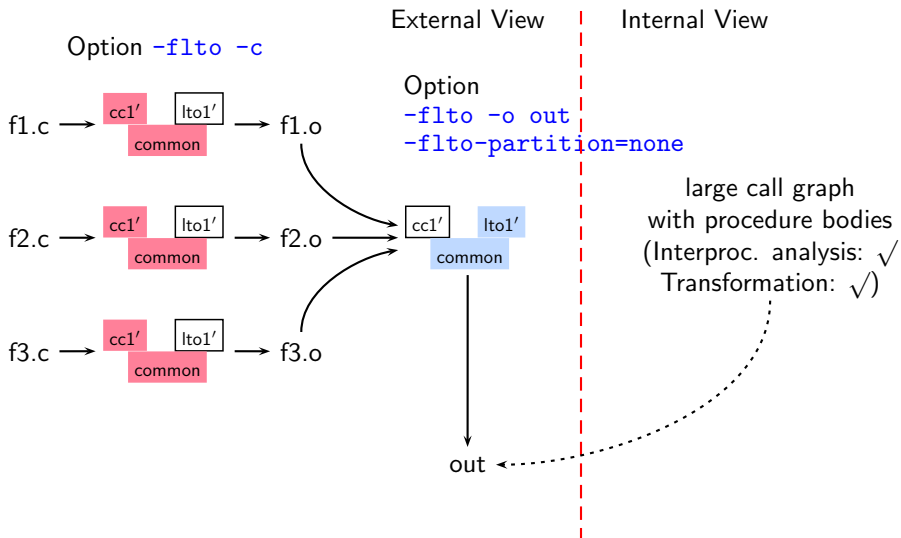 External View
Internal View
Option -flto -c
Option
-flto -o out
-flto-partition=none
f1.c
cc1′
lto1′
common
f1.o
f2.c
cc1′
lto1′
common
f2.o
cc1′
lto1′
common
f3.c
cc1′
lto1′
common
f3.o
large call graph
with procedure bodies
(Interproc. analysis: √
Transformation: √)
out